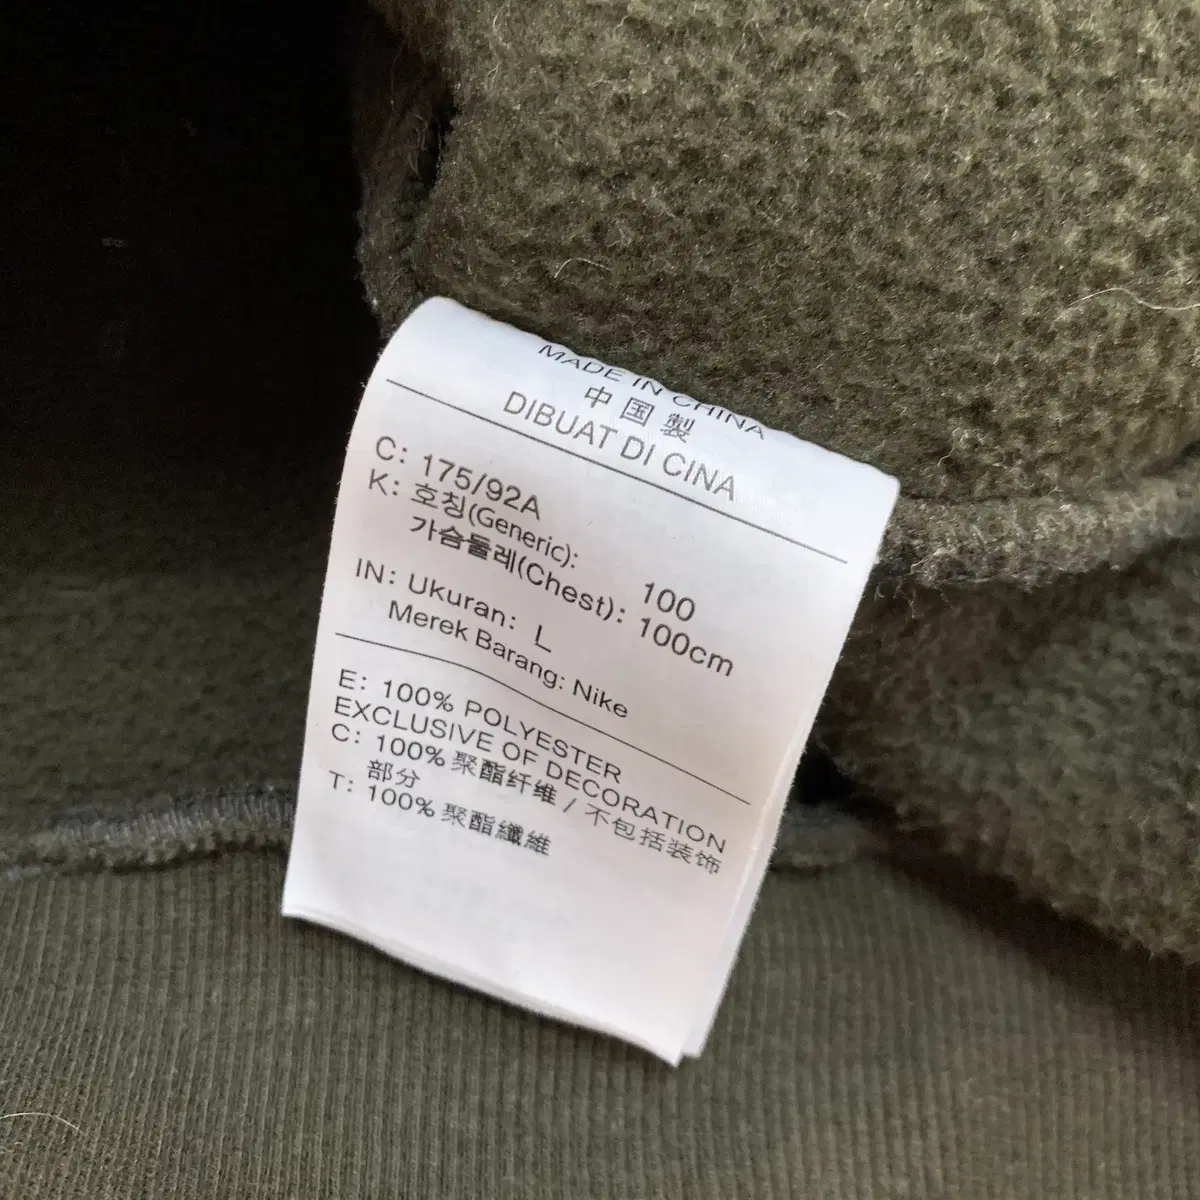 MADE IN CHINA
中国製
DIBUAT DI CINA
C: 175/92A
K: 호칭(Generic): 100
가슴둘레(Chest): 100cm
IN: Ukuran: L
Merek Barang: Nike
E: 100% POLYESTER
EXCLUSIVE OF DECORATION
C: 100% 聚酯纤维 / 不包括装饰
部分
T: 100% 聚酯纖維